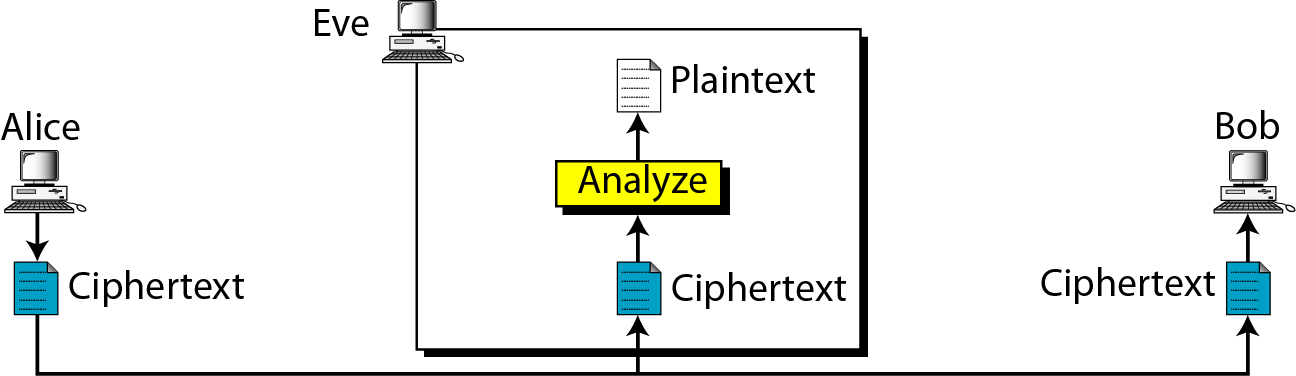 Eve
Plaintext
Alice
Bob
Analyze
Ciphertext
Ciphertext
Ciphertext